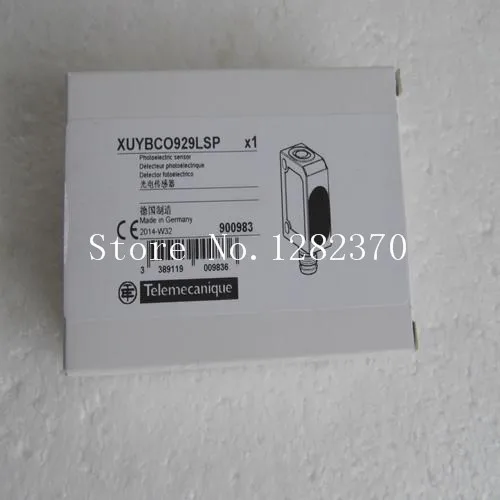 XUYBCO929LSP x1
Photoelectric sensor
Détecteur photoélectrique
Detector fotoeléctrico
光电传感器
德国制造
Made in Germany
CE 2014-W32 900983
Store No. 1282370
3 389119 009836
Telemecanique